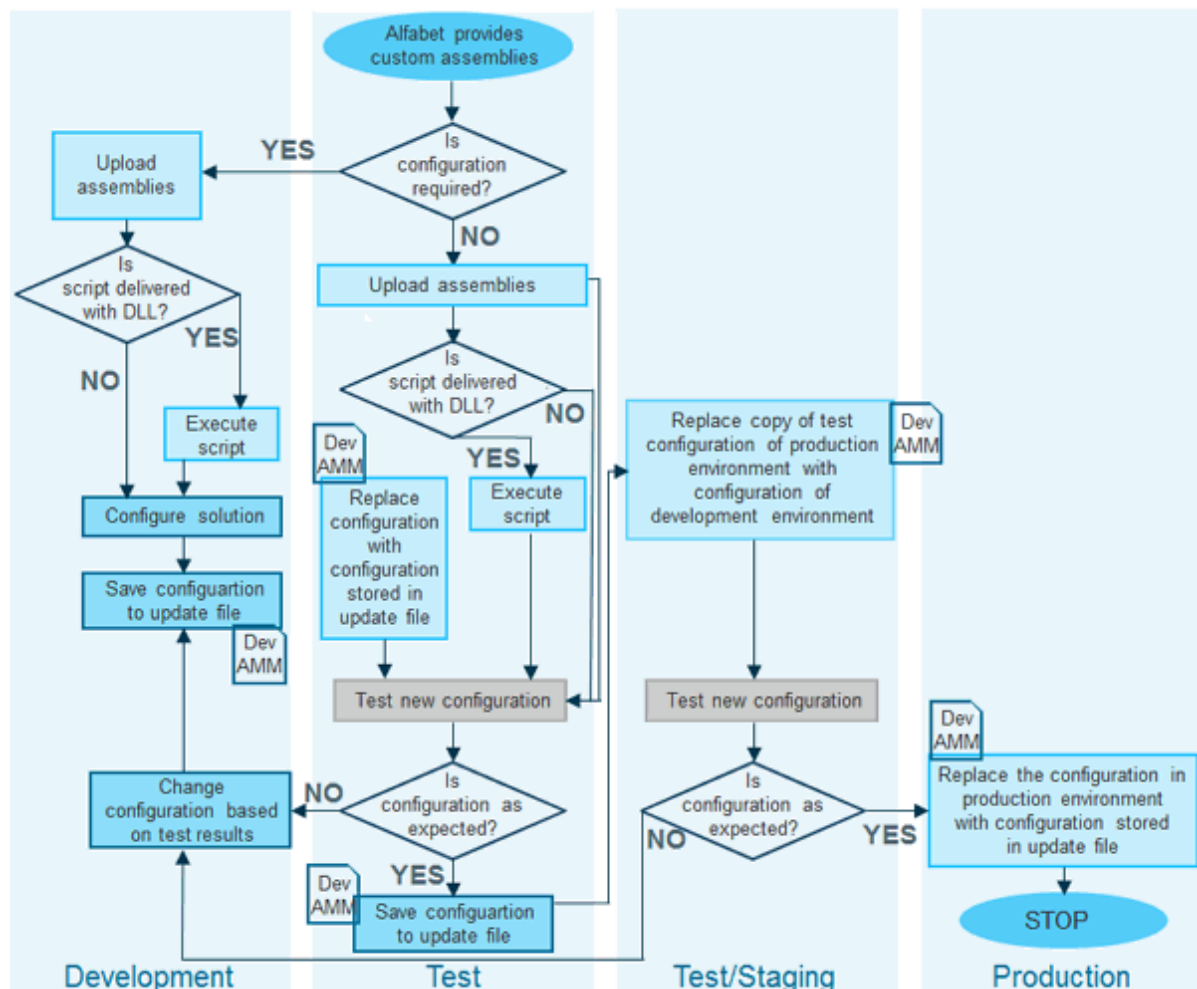 Alfabet provides
custom assemblies
Is
configuration
required?
YES
NO
Upload
assemblies
Is
script delivered
with DLL?
YES
NO
Execute
script
Configure solution
Save configuartion
to update file
Dev
AMM
Change
configuration based
on test results
Upload assemblies
Is
script delivered
with DLL?
NO
YES
Dev
AMM
Replace
configuration
with
configuration
stored in
update file
Execute
script
Test new configuration
Is
configuration as
expected?
NO
YES
Dev
AMM
Save configuartion
to update file
Replace copy of test
configuration of production
environment with
configuration of
development environment
Dev
AMM
Test new configuration
Is
configuration as
expected?
NO
YES
Dev
AMM
Replace the configuration in
production environment
with configuration stored
in update file
STOP
Development
Test
Test/Staging
Production